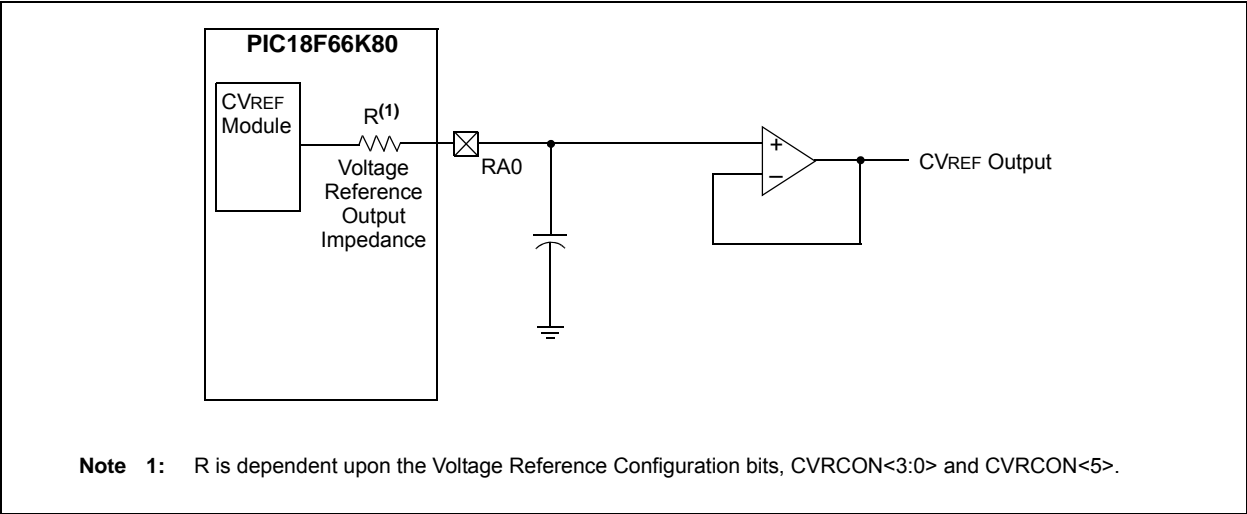 PIC18F66K80
CVREF
Module
R(1)
Voltage
Reference
Output
Impedance
RA0
+
–
CVREF Output
Note 1: R is dependent upon the Voltage Reference Configuration bits, CVRCON<3:0> and CVRCON<5>.